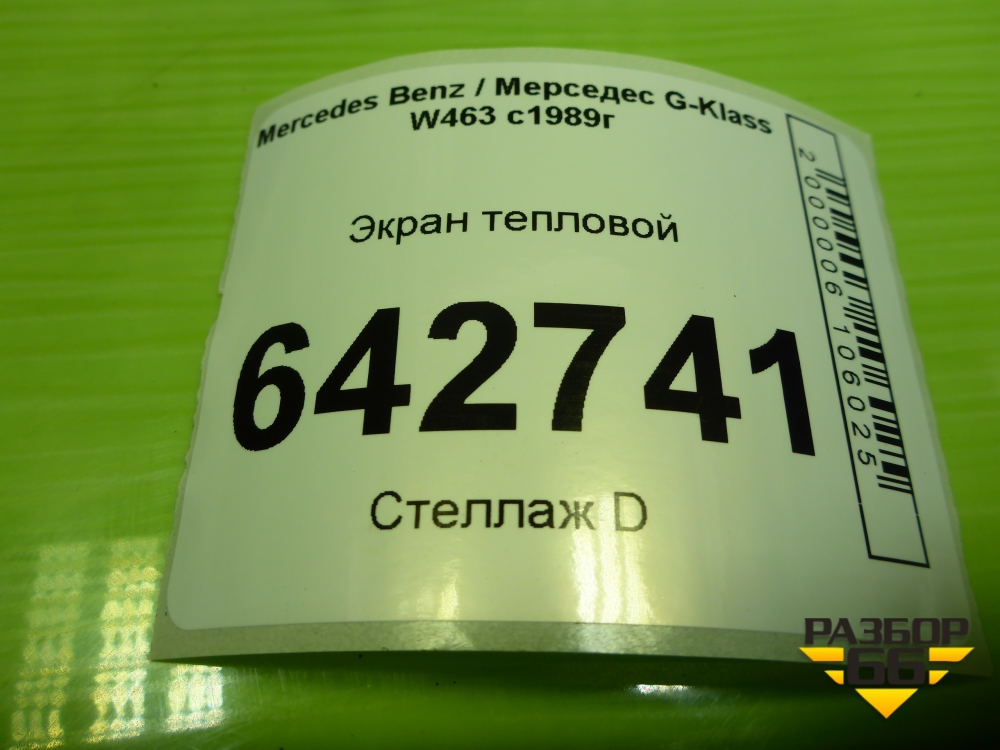 Mercedes Benz / Мерседес G-Klass
W463 с1989г
Экран тепловой
642741
Стеллаж D
2000006106025
РАЗБОР
66